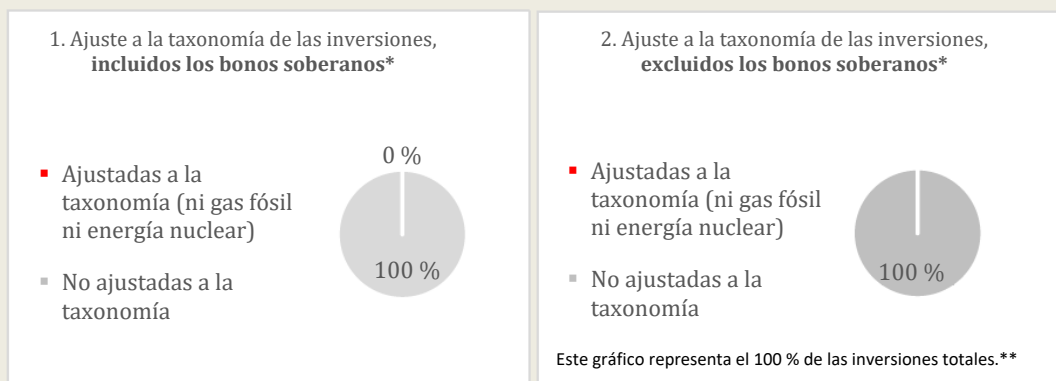 1. Ajuste a la taxonomía de las inversiones,
incluidos los bonos soberanos*
Ajustadas a la
taxonomía (ni gas fósil
ni energía nuclear)
No ajustadas a la
taxonomía
0 %
100 %
2. Ajuste a la taxonomía de las inversiones,
excluidos los bonos soberanos*
Ajustadas a la
taxonomía (ni gas fósil
ni energía nuclear)
No ajustadas a la
taxonomía
100 %
Este gráfico representa el 100 % de las inversiones totales.**